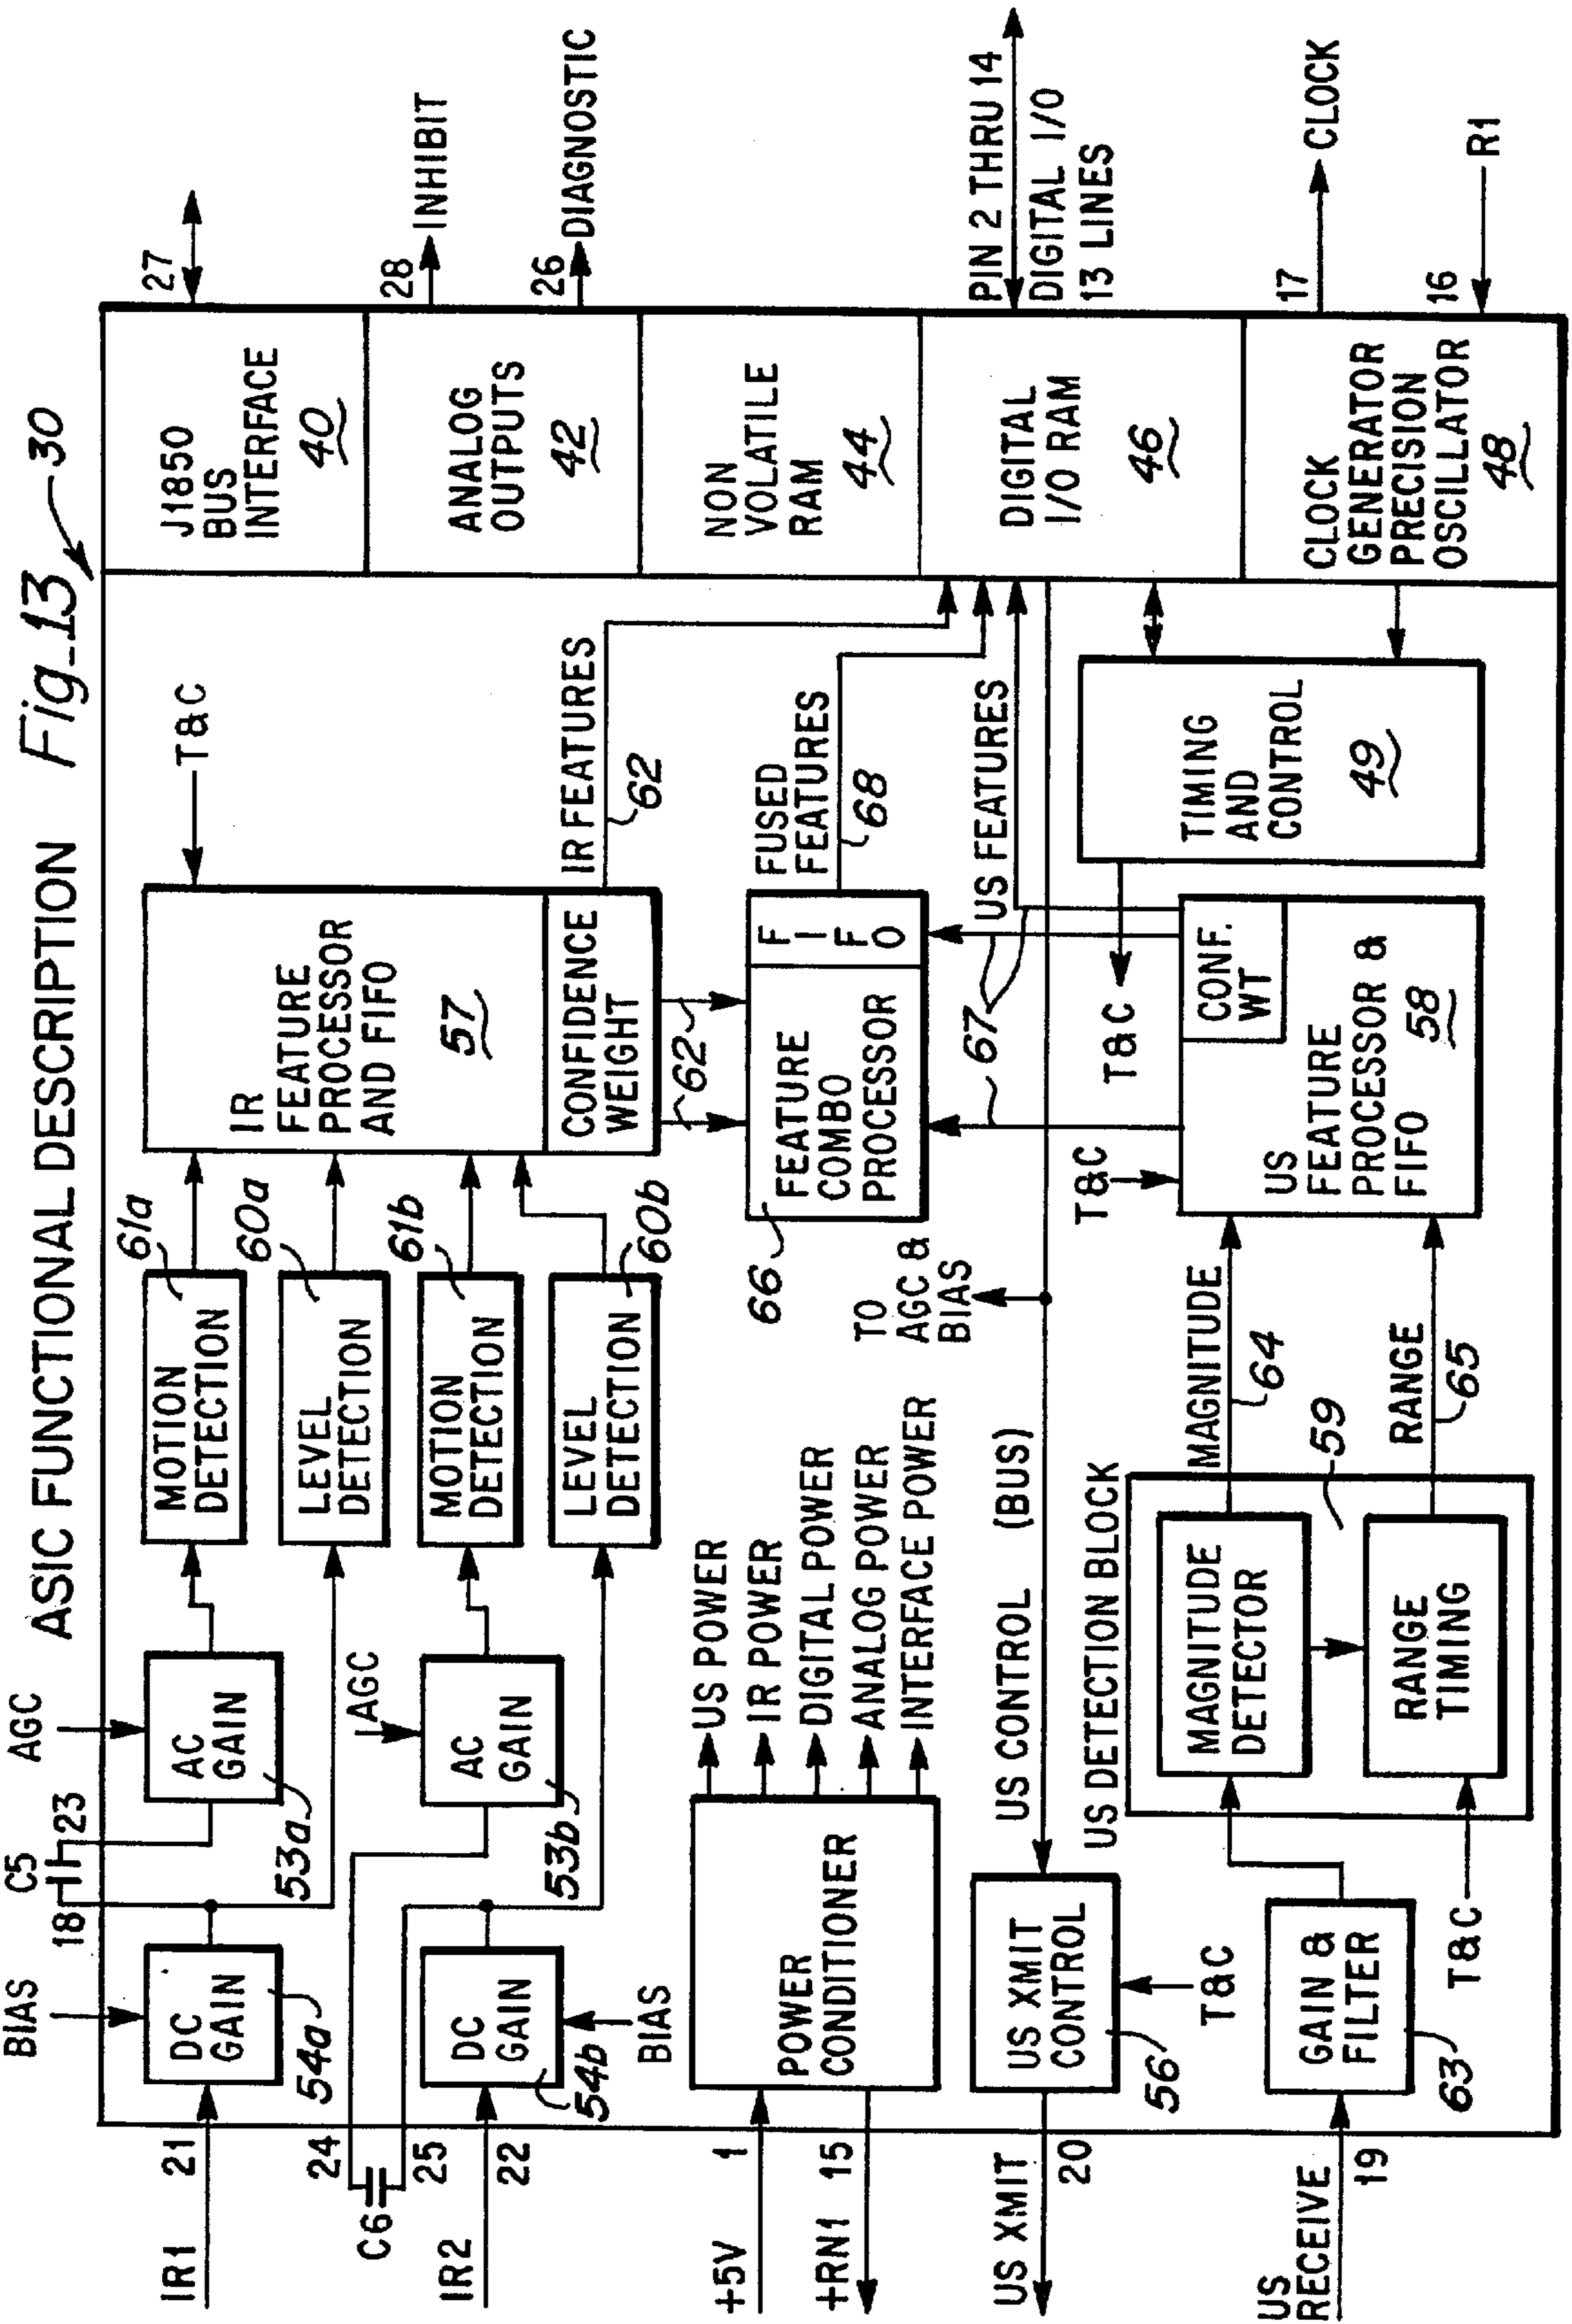 ASIC FUNCTIONAL DESCRIPTION Fig_13
30
BIAS
18
C5
23
AGC
T&C
IR1
21
DC
GAIN
54a
AC
GAIN
53a
MOTION
DETECTION
61a
LEVEL
DETECTION
60a
24
C6
25
IR2
22
DC
GAIN
54b
BIAS
AC
GAIN
53b
AGC
MOTION
DETECTION
61b
LEVEL
DETECTION
60b
IR
FEATURE
PROCESSOR
AND FIFO
57
CONFIDENCE
WEIGHT
IR FEATURES
62
62
J1850
BUS
INTERFACE
40
27
ANALOG
OUTPUTS
42
28
INHIBIT
26
DIAGNOSTIC
NON
VOLATILE
RAM
44
DIGITAL
I/O RAM
46
PIN 2 THRU 14
DIGITAL I/O
13 LINES
CLOCK
GENERATOR
PRECISION
OSCILLATOR
48
17
CLOCK
16
R1
+5V
1
+RN1
15
POWER
CONDITIONER
US POWER
IR POWER
DIGITAL POWER
ANALOG POWER
INTERFACE POWER
FEATURE
COMBO
PROCESSOR
FIFO
66
FUSED
FEATURES
68
TO
AGC &
BIAS
US FEATURES
67
US XMIT
20
US XMIT
CONTROL
56
T&C
US CONTROL (BUS)
T&C
TIMING
AND
CONTROL
49
US
RECEIVE
19
GAIN &
FILTER
63
T&C
US DETECTION BLOCK
MAGNITUDE
DETECTOR
RANGE
TIMING
59
MAGNITUDE
64
RANGE
65
T&C
CONF.
WT
US
FEATURE
PROCESSOR &
FIFO
58